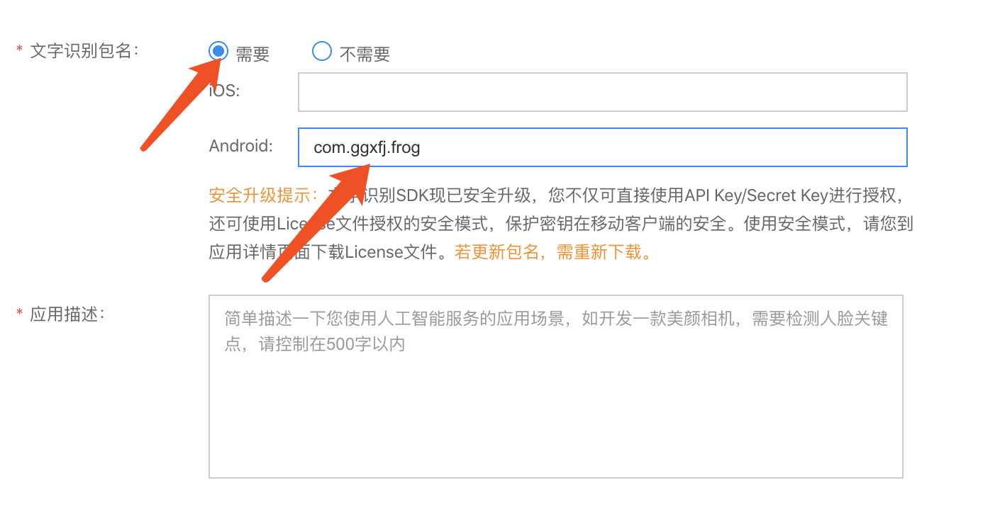 * 文字识别包名：
需要 不需要
iOS:
Android: com.ggxfj.frog
安全升级提示：文字识别SDK现已安全升级，您不仅可直接使用API Key/Secret Key进行授权，
还可使用License文件授权的安全模式，保护密钥在移动客户端的安全。使用安全模式，请您到
应用详情页面下载License文件。若更新包名，需重新下载。
* 应用描述：
简单描述一下您使用人工智能服务的应用场景，如开发一款美颜相机，需要检测人脸关键
点，请控制在500字以内